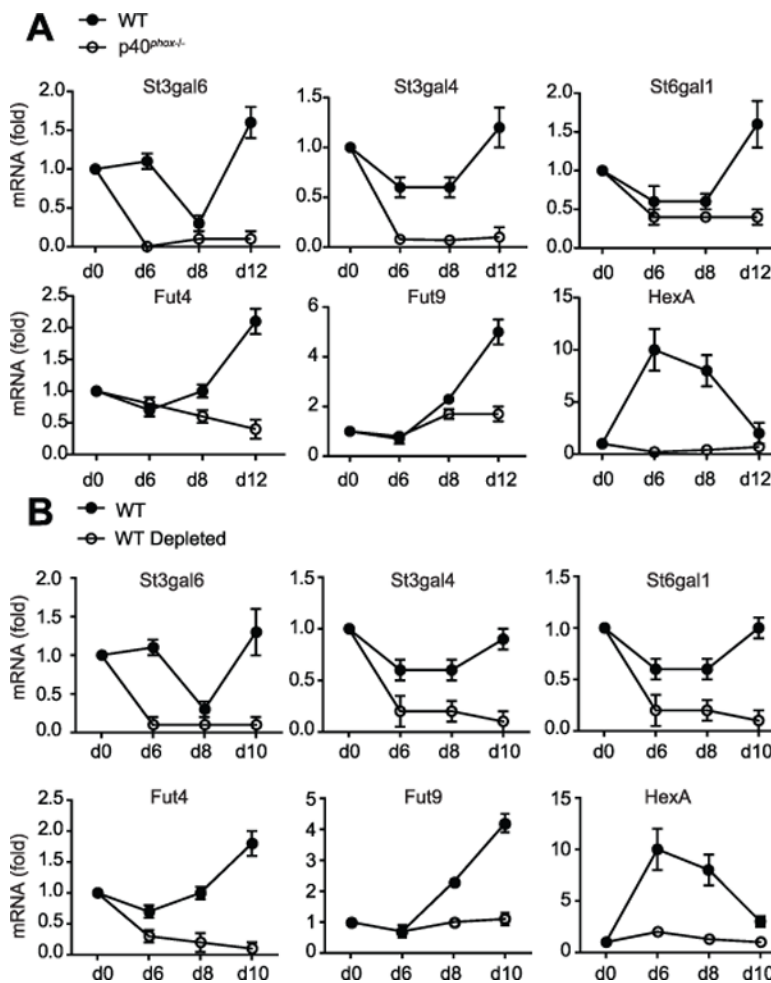 A
WT
p40phox-/-
St3gal6
St3gal4
St6gal1
mRNA (fold)
2.0
1.5
1.0
0.5
0.0
d0 d6 d8 d12
1.5
1.0
0.5
0.0
d0 d6 d8 d12
2.0
1.5
1.0
0.5
0.0
d0 d6 d8 d12
Fut4
Fut9
HexA
mRNA (fold)
2.5
2.0
1.5
1.0
0.5
0.0
d0 d6 d8 d12
6
4
2
0
d0 d6 d8 d12
15
10
5
0
d0 d6 d8 d12
B
WT
WT Depleted
St3gal6
St3gal4
St6gal1
mRNA (fold)
2.0
1.5
1.0
0.5
0.0
d0 d6 d8 d10
1.5
1.0
0.5
0.0
d0 d6 d8 d10
1.5
1.0
0.5
0.0
d0 d6 d8 d10
Fut4
Fut9
HexA
mRNA (fold)
2.5
2.0
1.5
1.0
0.5
0.0
d0 d6 d8 d10
5
4
3
2
1
0
d0 d6 d8 d10
15
10
5
0
d0 d6 d8 d10